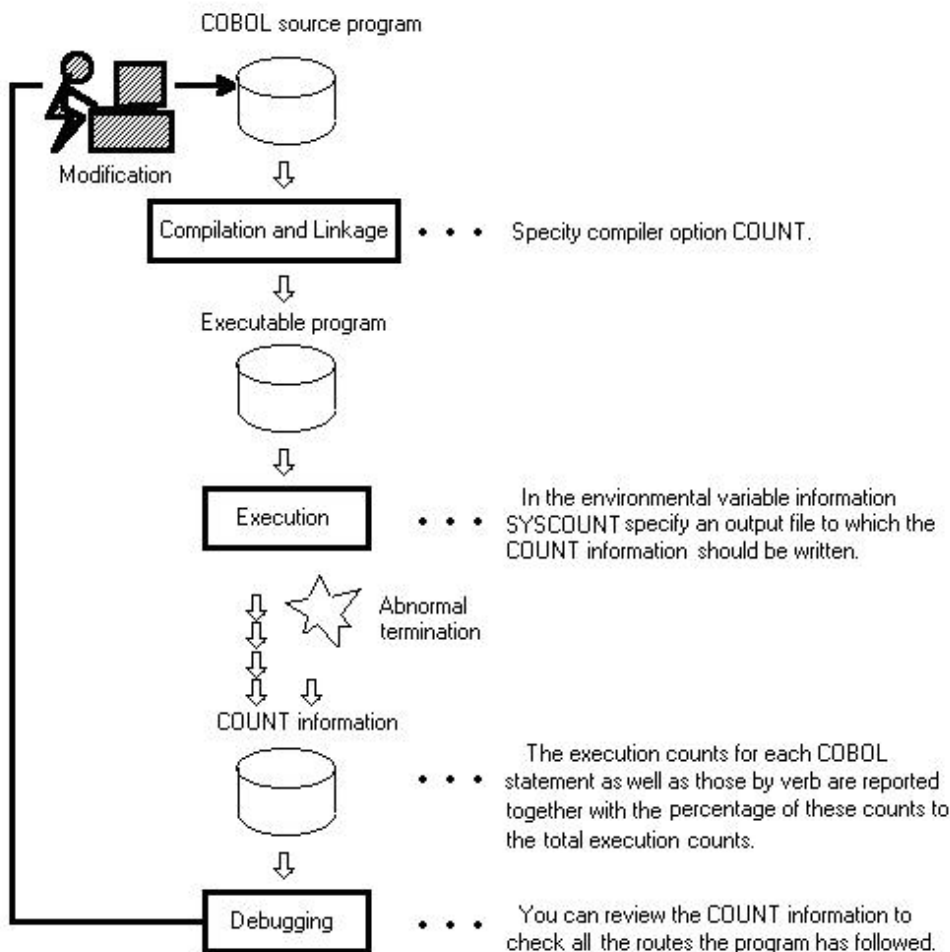 COBOL source program
Modification
Compilation and Linkage
Specity compiler option COUNT.
Executable program
Execution
In the environmental variable information
SYSCOUNT specify an output file to which the
COUNT information should be written.
Abnormal
termination
COUNT information
The execution counts for each COBOL
statement as well as those by verb are reported
together with the percentage of these counts to
the total execution counts.
Debugging
You can review the COUNT information to
check all the routes the program has followed.